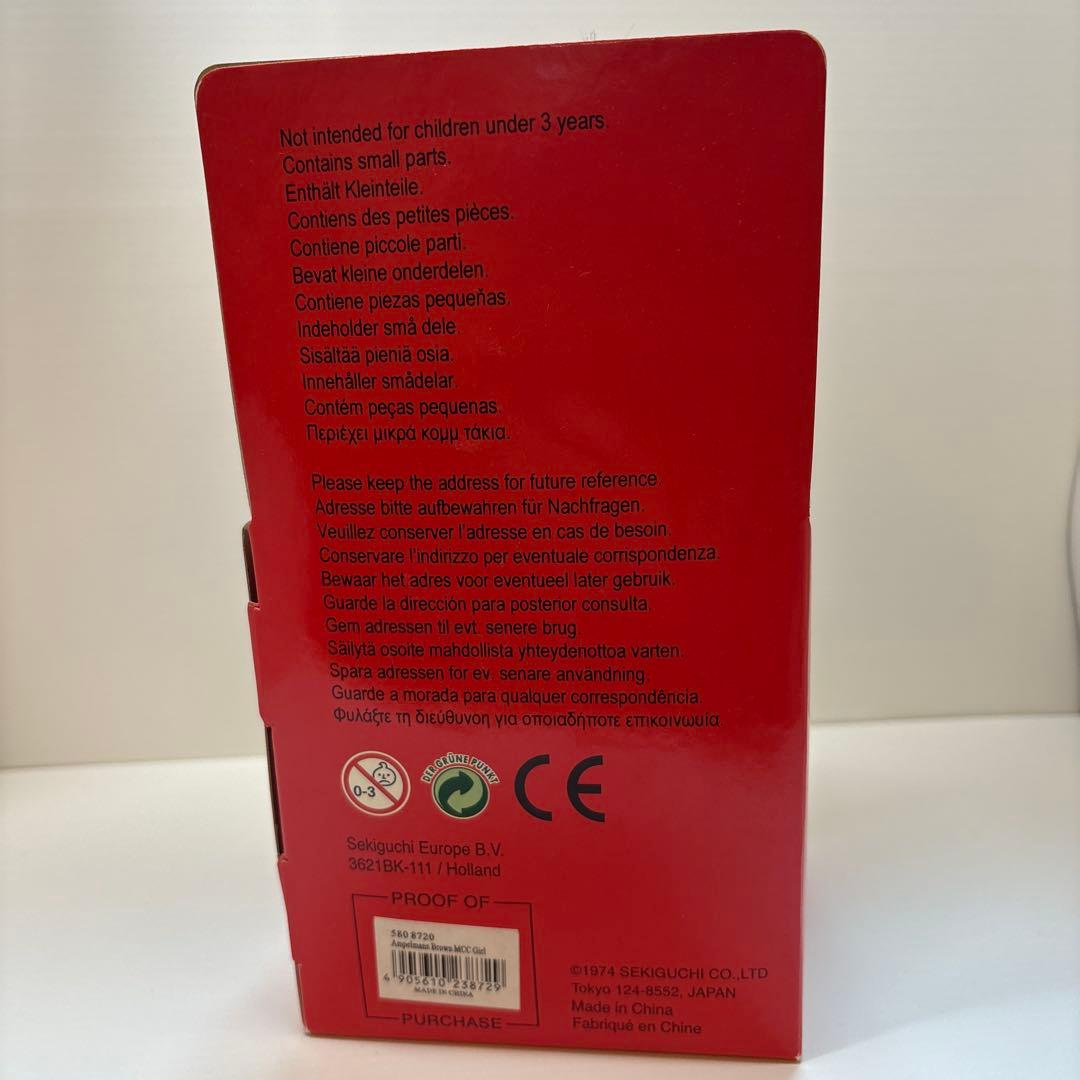 Not intended for children under 3 years.
Contains small parts.
Enthält Kleinteile.
Contiens des petites pièces.
Contiene piccole parti.
Bevat kleine onderdelen.
Contiene piezas pequeňas.
Indeholder små dele.
Sisältää pieniä osia.
Innehåller smådelar.
Contém peças pequenas.
Περιέχει μικρά κομμ τάκια.
Please keep the address for future reference.
Adresse bitte aufbewahren für Nachfragen.
Veuillez conserver l'adresse en cas de besoin.
Conservare l'indirizzo per eventuale corrispondenza.
Bewaar het adres voor eventueel later gebruik.
Guarde la dirección para posterior consulta.
Gem adressen til evt. senere brug.
Säilytä osoite mahdollista yhteydenottoa varten.
Spara adressen for ev. senare användning.
Guarde a morada para qualquer correspondência.
Φυλάξτε τη διεύθυνοη για οποιαδήποτε επικοινωυία.
0-3
DER GRÜNE PUNKT
CE
Sekiguchi Europe B.V.
3621BK-111 / Holland
PROOF OF
580 8720
Angelmans Brown MCC Girl
4 905610 238729
MADE IN CHINA
PURCHASE
©1974 SEKIGUCHI CO.,LTD
Tokyo 124-8552, JAPAN
Made in China
Fabriqué en Chine